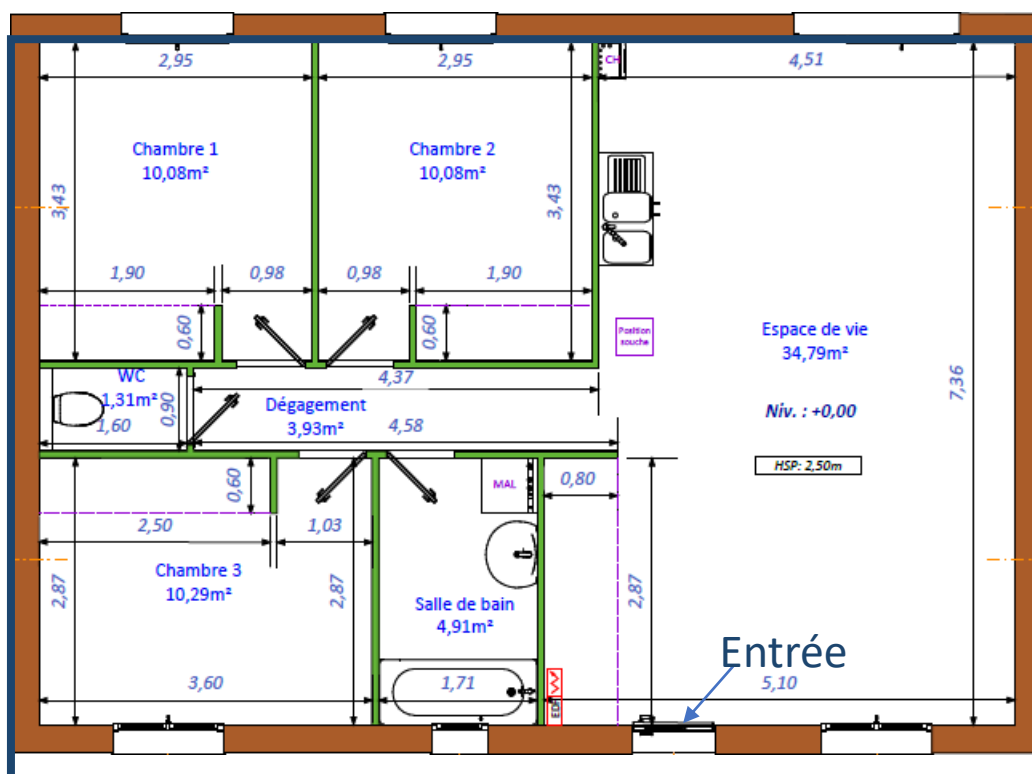 2,95
2,95
4,51
CH
Chambre 1
10,08m²
Chambre 2
10,08m²
3,43
3,43
1,90
0,98
0,98
1,90
0,60
0,60
Position
souche
Espace de vie
34,79m²
7,36
WC
1,31m²
0,90
1,60
4,37
Dégagement
3,93m²
4,58
Niv. : +0,00
HSP: 2,50m
0,60
MAL
0,80
2,50
1,03
Chambre 3
10,29m²
2,87
2,87
Salle de bain
4,91m²
2,87
Entrée
3,60
1,71
EDF
5,10